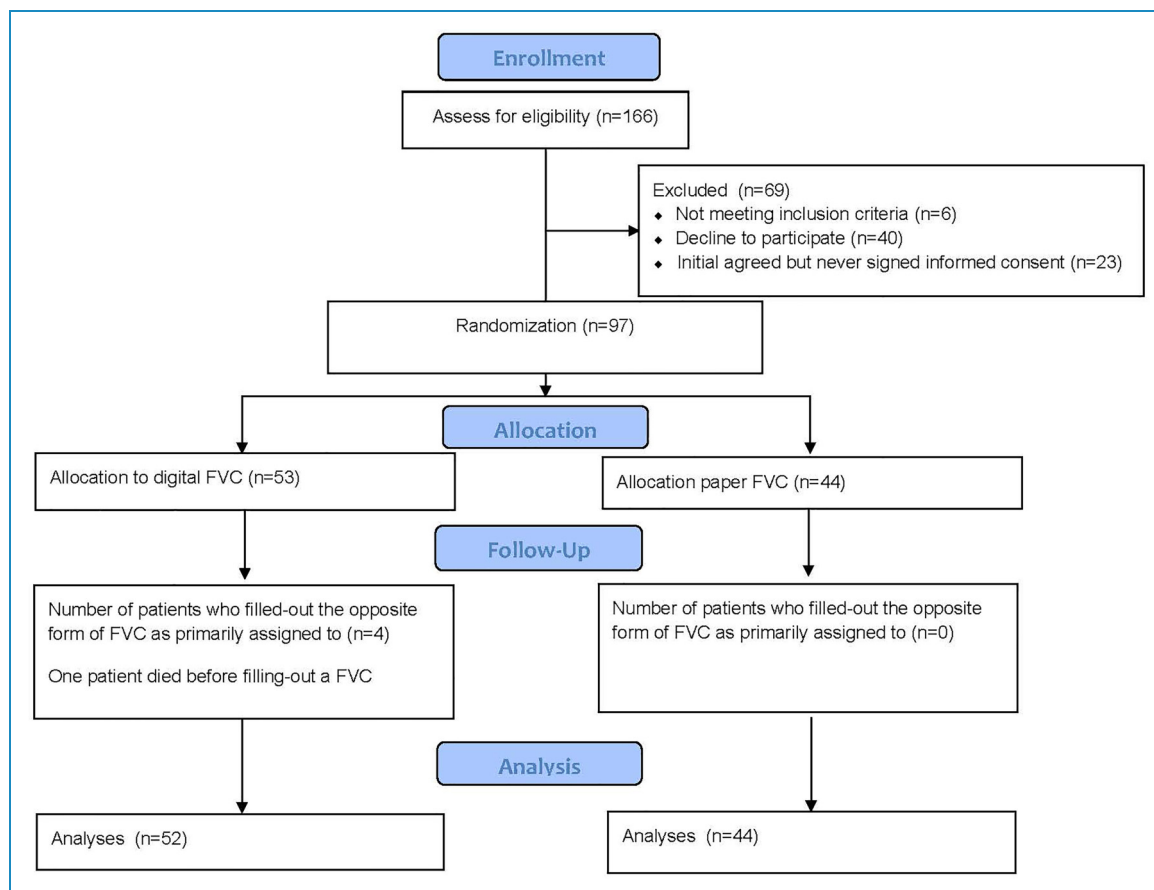 Enrollment
Assess for eligibility (n=166)
Excluded (n=69)
◆ Not meeting inclusion criteria (n=6)
◆ Decline to participate (n=40)
◆ Initial agreed but never signed informed consent (n=23)
Randomization (n=97)
Allocation
Allocation to digital FVC (n=53)
Allocation paper FVC (n=44)
Follow-Up
Number of patients who filled-out the opposite
form of FVC as primarily assigned to (n=4)
One patient died before filling-out a FVC
Number of patients who filled-out the opposite
form of FVC as primarily assigned to (n=0)
Analysis
Analyses (n=52)
Analyses (n=44)